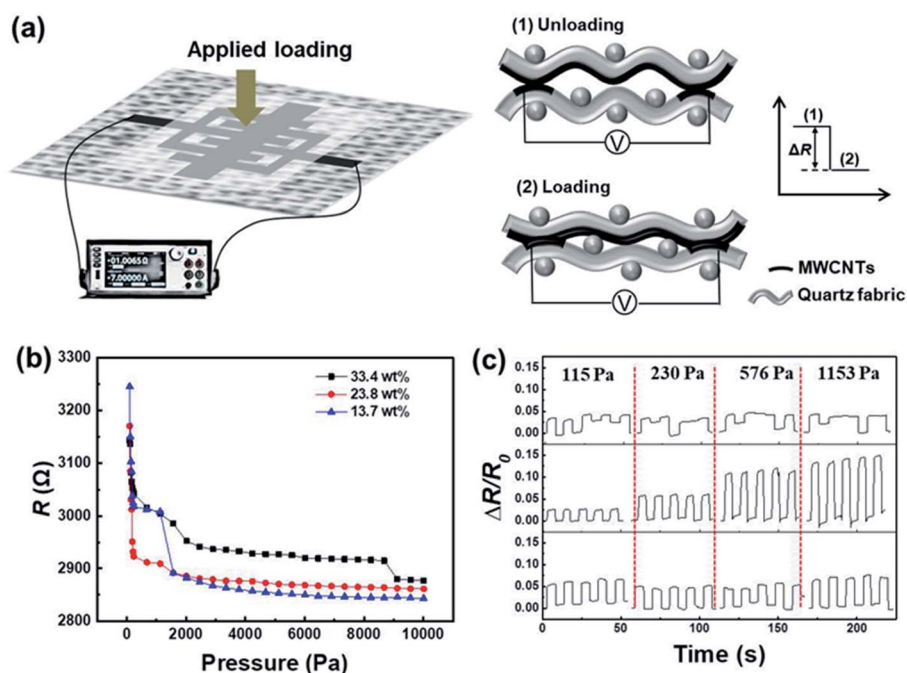 (a)
Applied loading
+01.0065 Ω
+7.00000 A
(1) Unloading
V
(2) Loading
V
(1)
ΔR
(2)
MWCNTs
Quartz fabric
(b)
3300
3200
3100
3000
2900
2800
R (Ω)
33.4 wt%
23.8 wt%
13.7 wt%
0 2000 4000 6000 8000 10000
Pressure (Pa)
(c)
115 Pa 230 Pa 576 Pa 1153 Pa
0.15
0.10
0.05
0.00
0.15
0.10
0.05
0.00
0.15
0.10
0.05
0.00
ΔR/R0
0 50 100 150 200
Time (s)